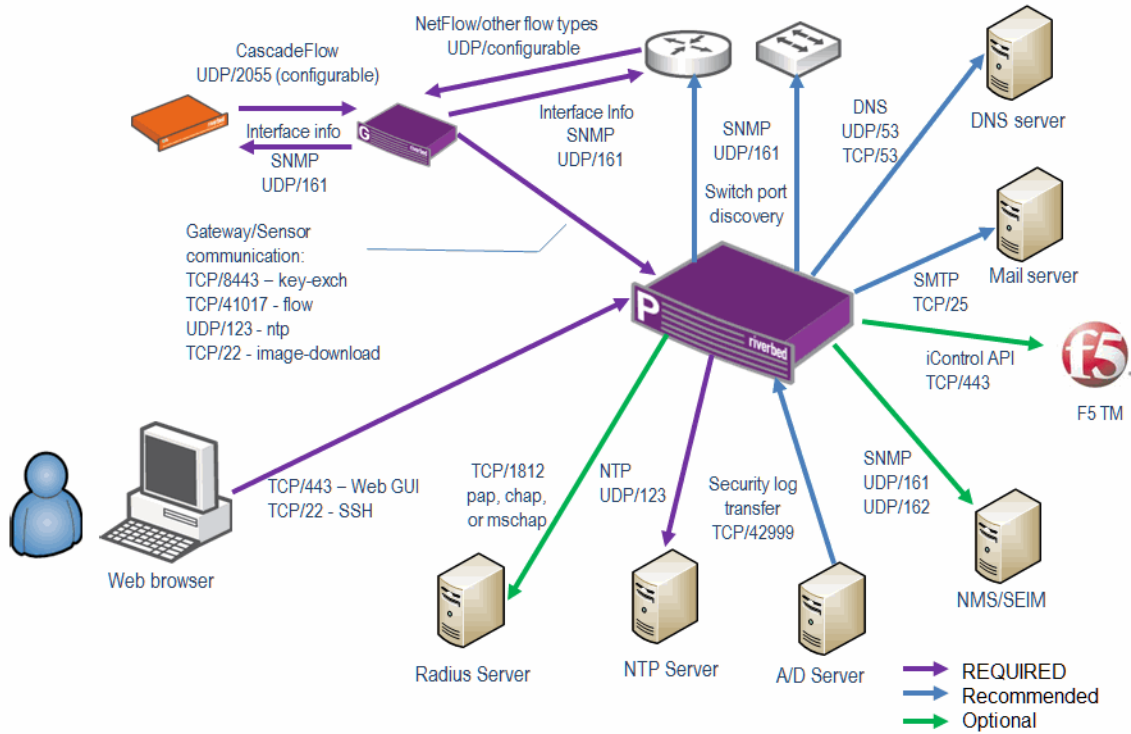 CascadeFlow
UDP/2055 (configurable)
NetFlow/other flow types
UDP/configurable
Interface info
SNMP
UDP/161
G
riverbed
riverbed
Interface Info
SNMP
UDP/161
SNMP
UDP/161
Switch port
discovery
DNS
UDP/53
TCP/53
DNS server
Gateway/Sensor
communication:
TCP/8443 – key-exch
TCP/41017 - flow
UDP/123 - ntp
TCP/22 - image-download
Mail server
SMTP
TCP/25
P
riverbed
iControl API
TCP/443
f5
F5 TM
TCP/443 – Web GUI
TCP/22 - SSH
Web browser
TCP/1812
pap, chap,
or mschap
NTP
UDP/123
Security log
transfer
TCP/42999
SNMP
UDP/161
UDP/162
NMS/SEIM
Radius Server
NTP Server
A/D Server
REQUIRED
Recommended
Optional